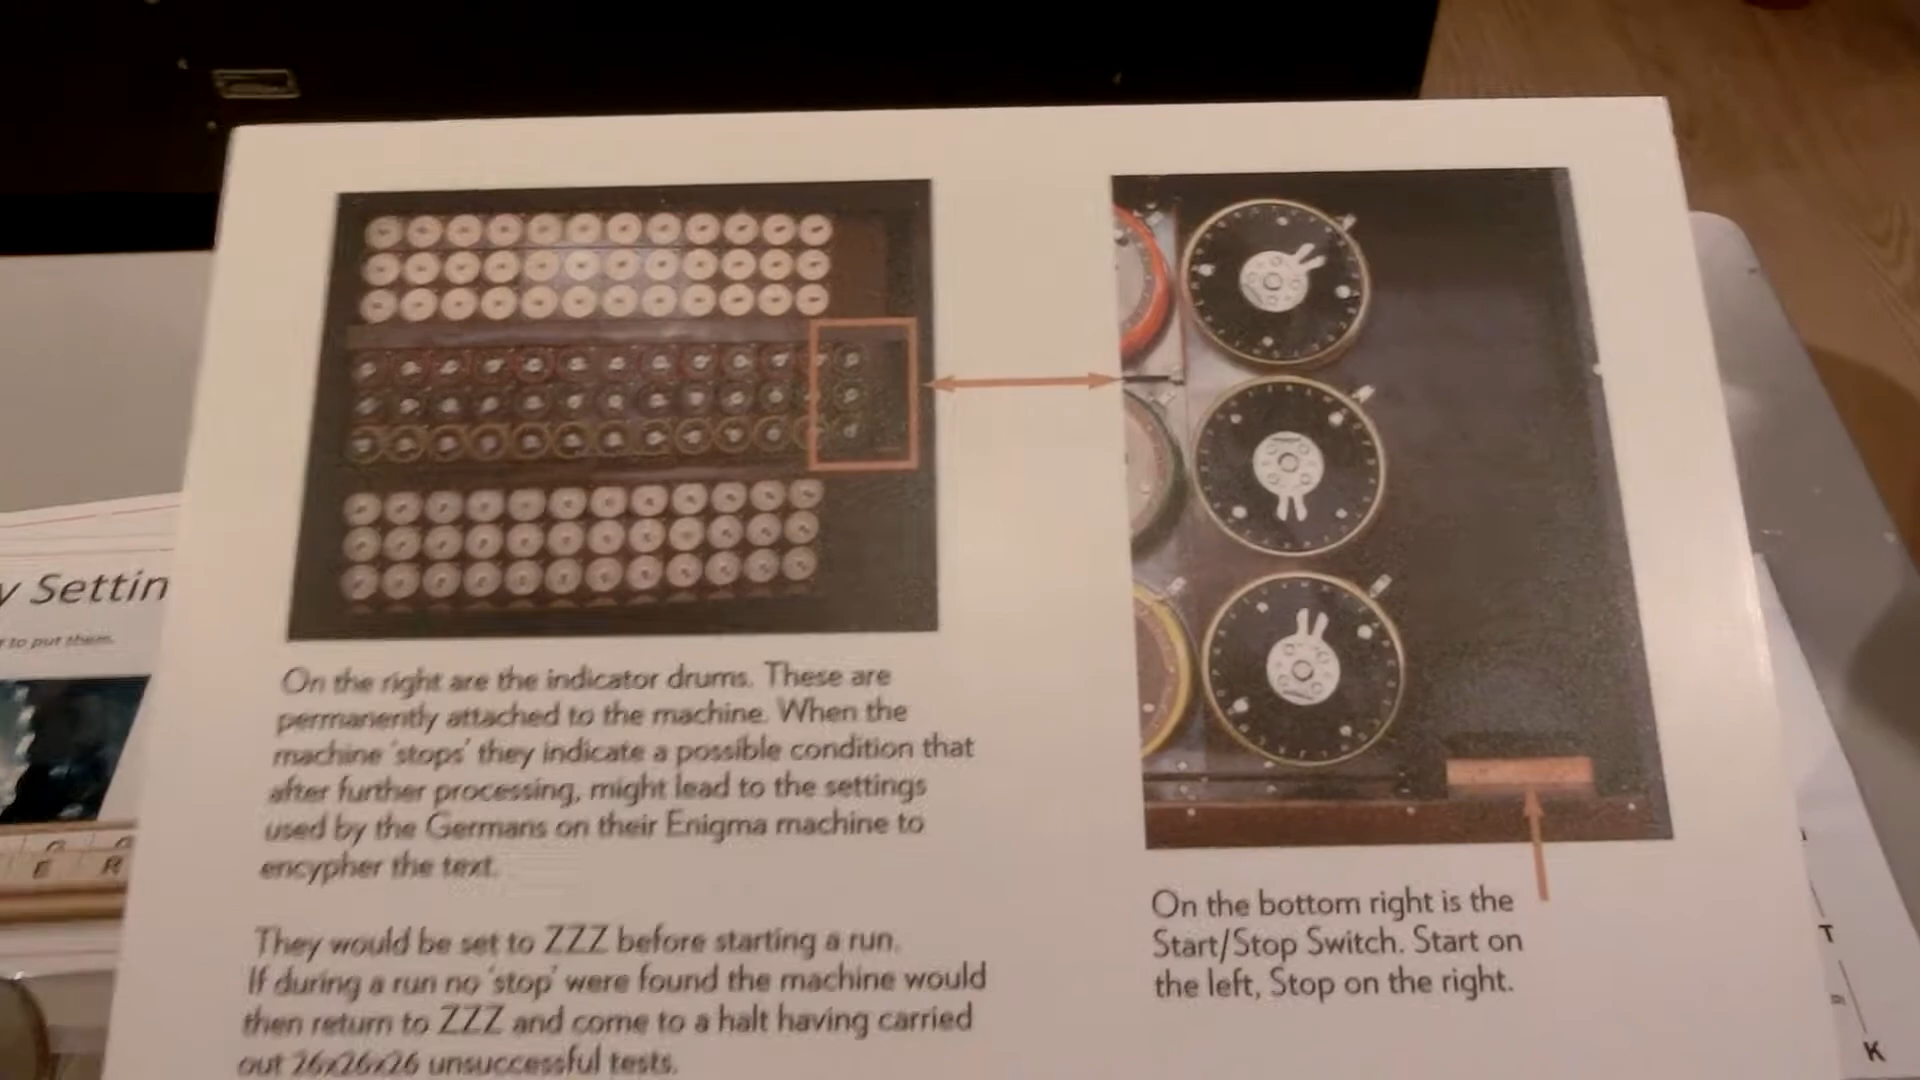 y Settin
r to put them.
E R
On the right are the indicator drums. These are
permanently attached to the machine. When the
machine 'stops' they indicate a possible condition that
after further processing, might lead to the settings
used by the Germans on their Enigma machine to
encypher the text.
They would be set to ZZZ before starting a run.
If during a run no 'stop' were found the machine would
then return to ZZZ and come to a halt having carried
out 26x26x26 unsuccessful tests.
On the bottom right is the
Start/Stop Switch. Start on
the left, Stop on the right.
T
K